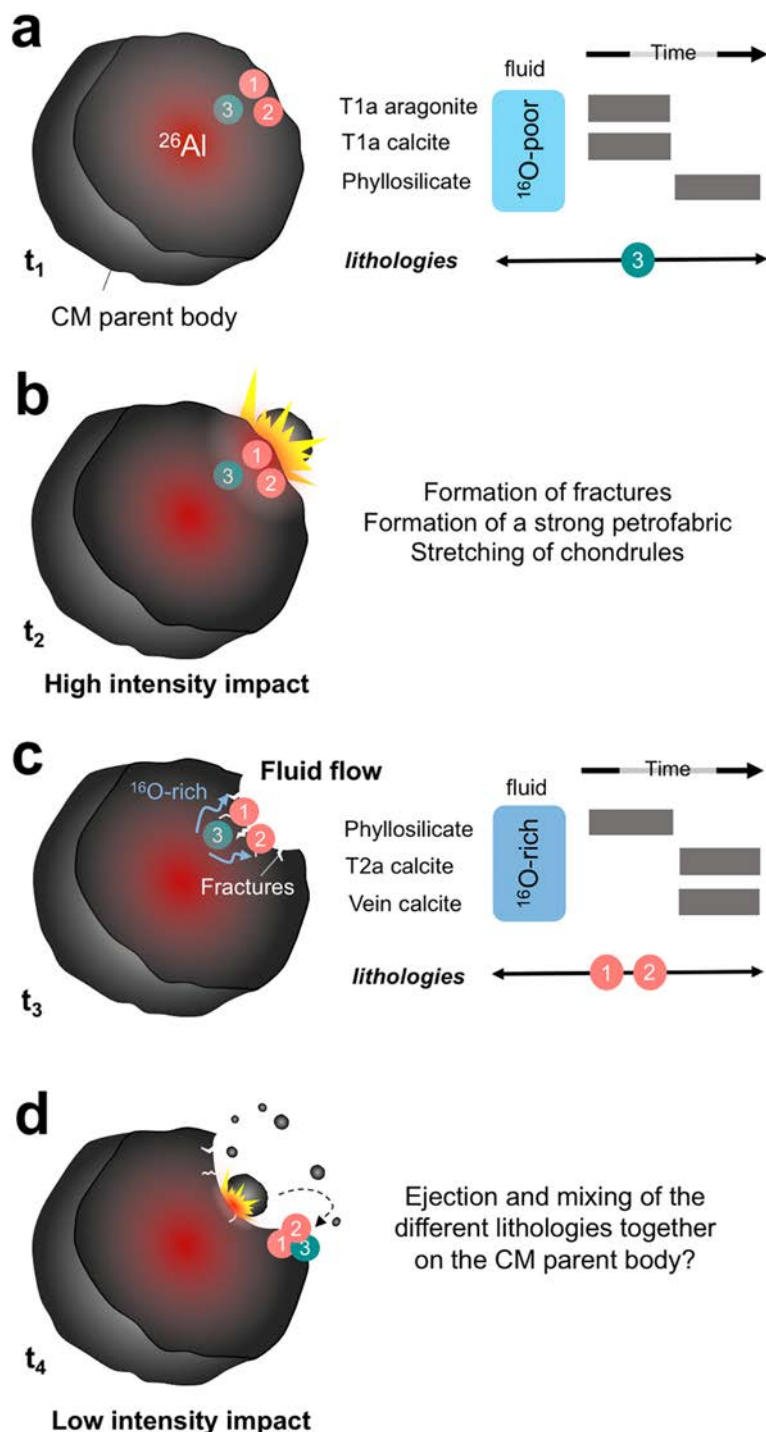 a
1
3
2
²⁶Al
t₁
CM parent body
Time
fluid
T1a aragonite
T1a calcite
Phyllosilicate
¹⁶O-poor
lithologies
3
b
1
3
2
t₂
High intensity impact
Formation of fractures
Formation of a strong petrofabric
Stretching of chondrules
c
Fluid flow
¹⁶O-rich
1
3
2
Fractures
t₃
Time
fluid
Phyllosilicate
T2a calcite
Vein calcite
¹⁶O-rich
lithologies
1 2
d
2
1
3
t₄
Low intensity impact
Ejection and mixing of the
different lithologies together
on the CM parent body?